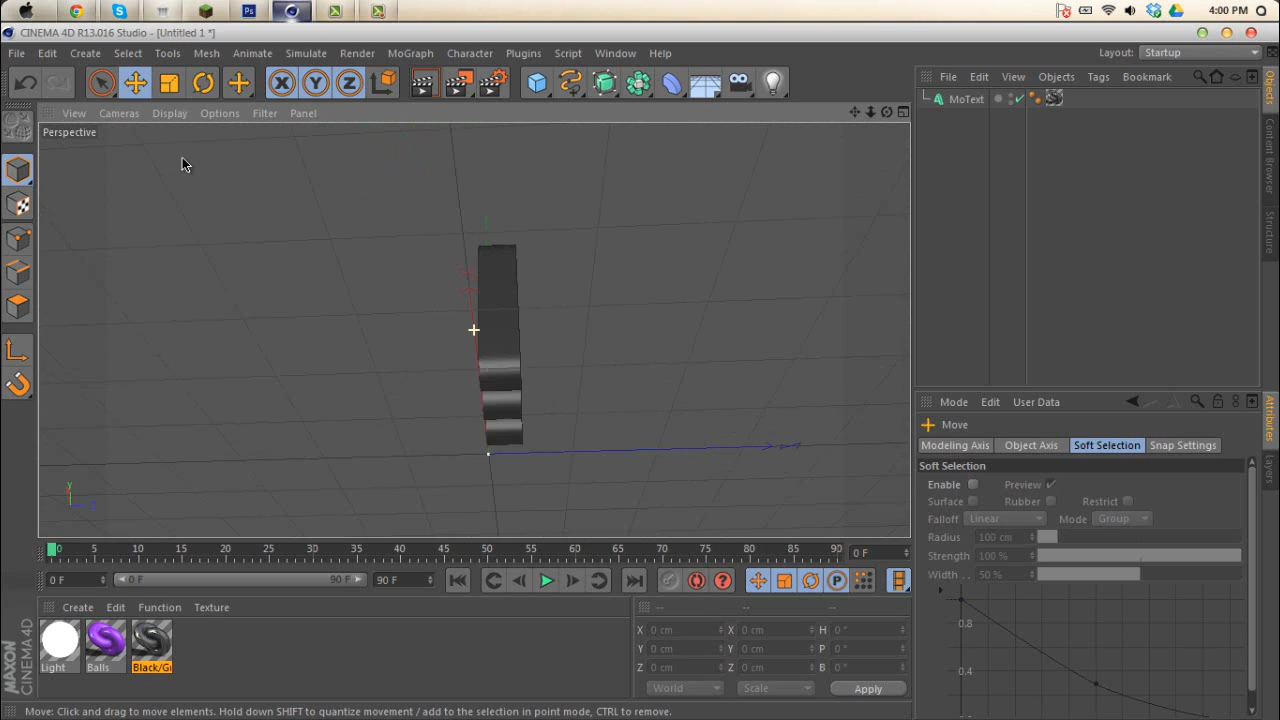 4:00 PM
CINEMA 4D R13.016 Studio - [Untitled 1 *]
File Edit Create Select Tools Mesh Animate Simulate Render MoGraph Character Plugins Script Window Help
Layout: Startup
X Y Z
File Edit View Objects Tags Bookmark
View Cameras Display Options Filter Panel
MoText
Perspective
Objects
Content Browser
Structure
Mode Edit User Data
Move
Modeling Axis Object Axis Soft Selection Snap Settings
Soft Selection
Enable Preview
Surface Rubber Restrict
Falloff Linear Mode Group
Radius 100 cm
Strength 100 %
Width . . 50 %
0.8
0.4
Attributes
Layers
Y
0 5 10 15 20 25 30 35 40 45 50 55 60 65 70 75 80 85 90
0 F
0 F 0 F 90 F 90 F
P
Create Edit Function Texture
-- -- --
Light Balls Black/G
X 0 cm X 0 cm H 0 °
Y 0 cm Y 0 cm P 0 °
Z 0 cm Z 0 cm B 0 °
World Scale Apply
MAXON CINEMA 4D
Move: Click and drag to move elements. Hold down SHIFT to quantize movement / add to the selection in point mode, CTRL to remove.